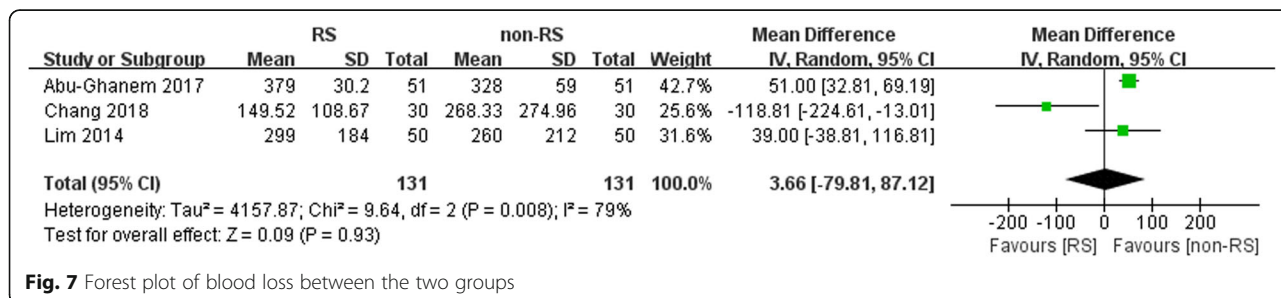 RS non-RS Mean Difference Mean Difference
Study or Subgroup Mean SD Total Mean SD Total Weight IV, Random, 95% CI IV, Random, 95% CI
Abu-Ghanem 2017 379 30.2 51 328 59 51 42.7% 51.00 [32.81, 69.19]
Chang 2018 149.52 108.67 30 268.33 274.96 30 25.6% -118.81 [-224.61, -13.01]
Lim 2014 299 184 50 260 212 50 31.6% 39.00 [-38.81, 116.81]
Total (95% CI) 131 131 100.0% 3.66 [-79.81, 87.12]
Heterogeneity: Tau² = 4157.87; Chi² = 9.64, df = 2 (P = 0.008); I² = 79%
Test for overall effect: Z = 0.09 (P = 0.93)
-200 -100 0 100 200
Favours [RS] Favours [non-RS]
Fig. 7 Forest plot of blood loss between the two groups